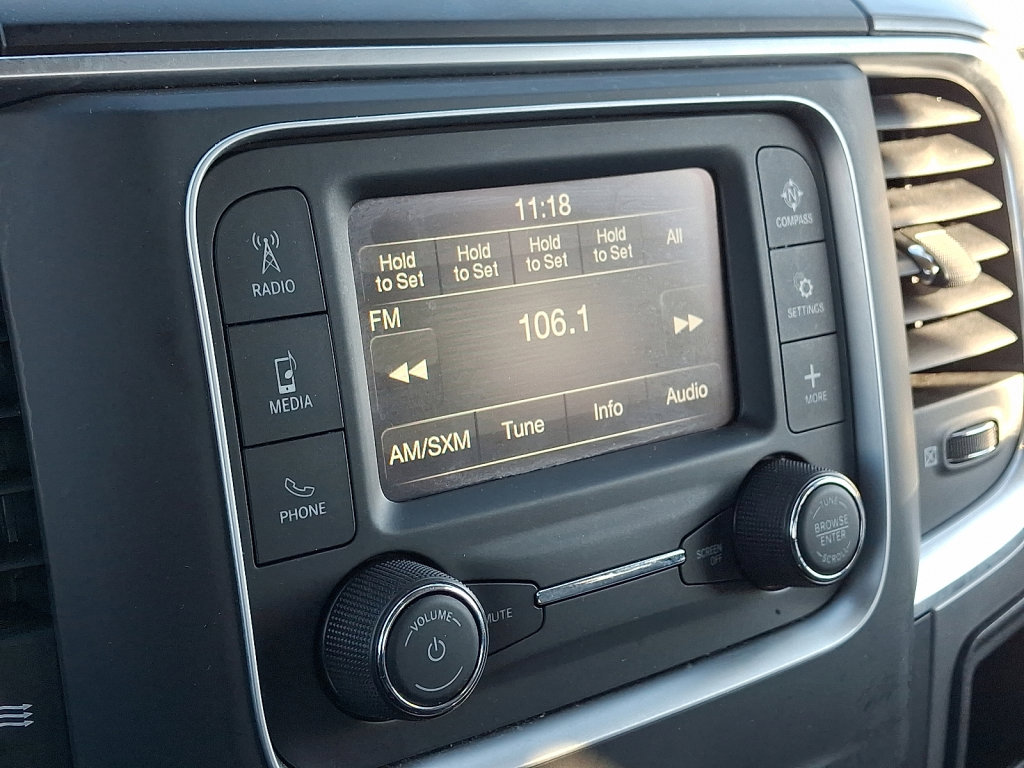 11:18
Hold to Set
Hold to Set
Hold to Set
Hold to Set
All
FM
106.1
AM/SXM
Tune
Info
Audio
RADIO
MEDIA
PHONE
COMPASS
SETTINGS
MORE
VOLUME
MUTE
SCREEN
OFF
TUNE
BROWSE
ENTER
SCROLL